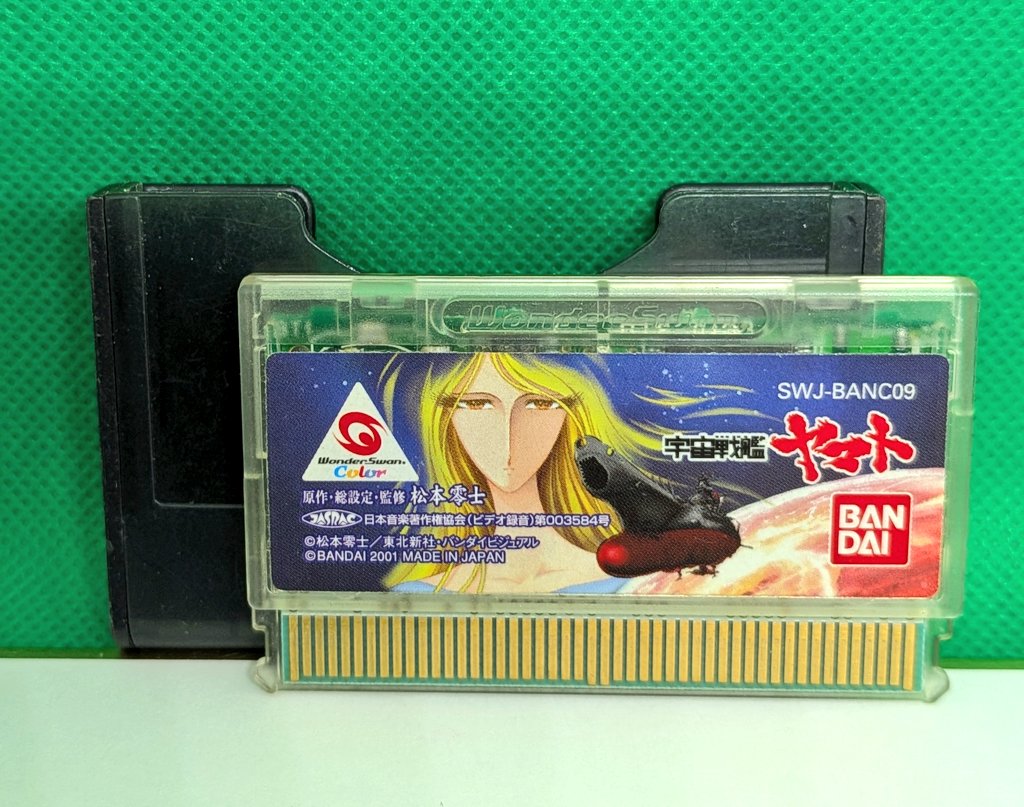 WonderSwan
SWJ-BANC09
宇宙戦艦 ヤマト
WonderSwan
Color
原作・総設定・監修 松本零士
JASRAC 日本音楽著作権協会(ビデオ録音)第003584号
©松本零士/東北新社・バンダイビジュアル
©BANDAI 2001 MADE IN JAPAN
BAN
DAI